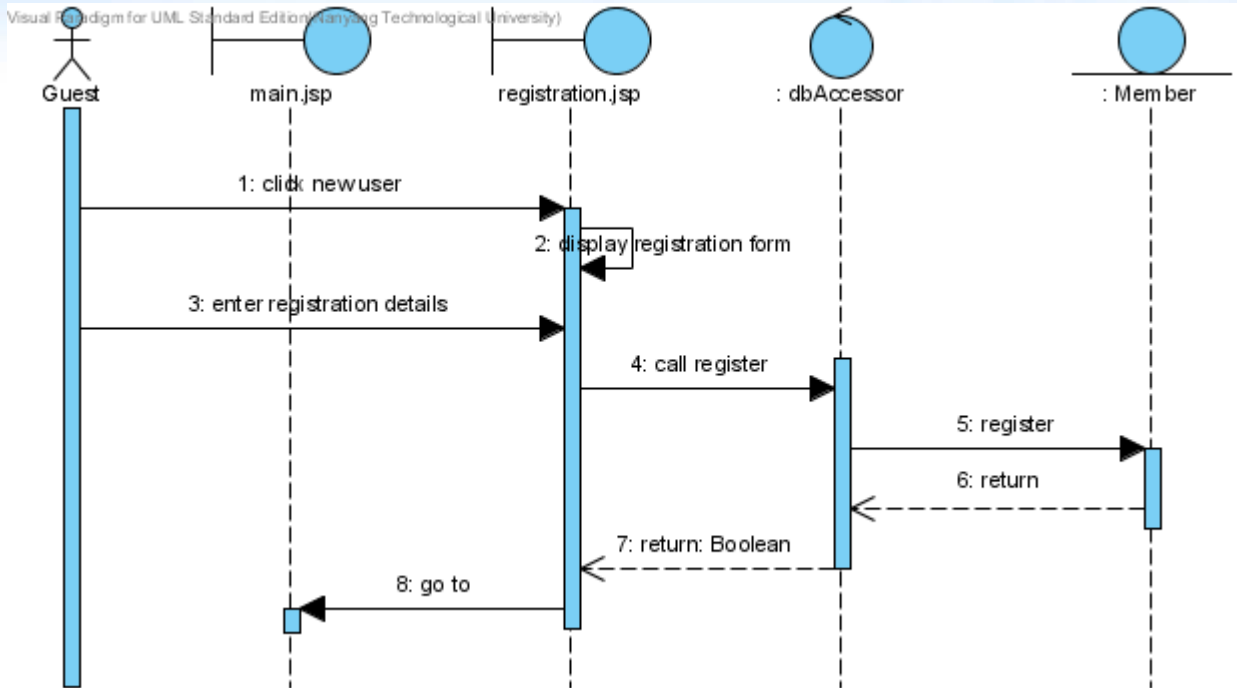 Visual Paradigm for UML Standard Edition(Nanyang Technological University)
Guest
main.jsp
registration.jsp
: dbAccessor
: Member
1: click new user
2: display registration form
3: enter registration details
4: call register
5: register
6: return
7: return: Boolean
8: go to